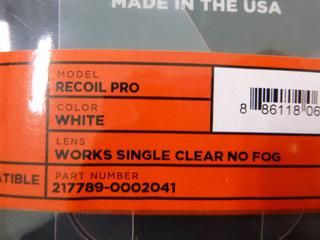 MADE IN THE USA
MODEL
RECOIL PRO
COLOR
WHITE
8 86118 06
LENS
WORKS SINGLE CLEAR NO FOG
PART NUMBER
217789-0002041